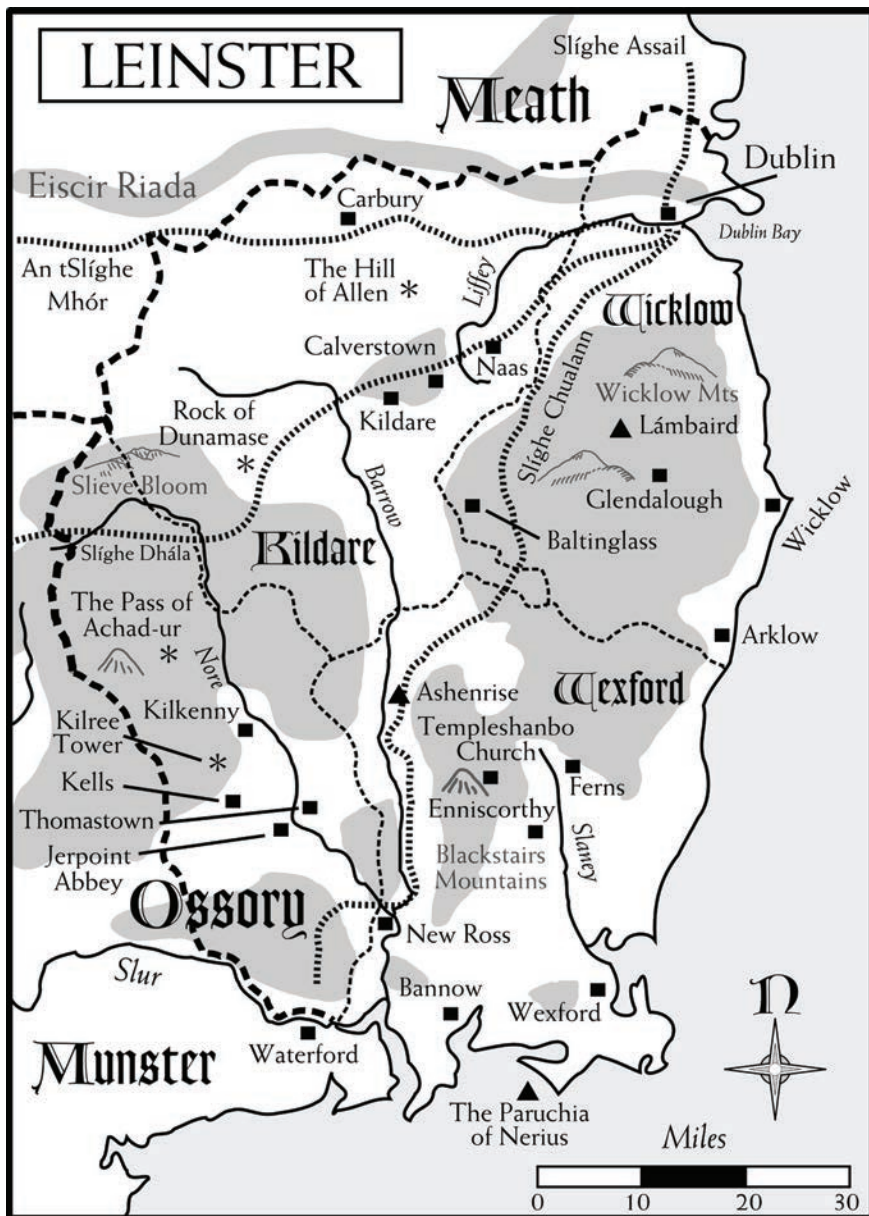 LEINSTER
Slíghe Assail
Meath
Dublin
Eiscir Riada
Carbury
Dublin Bay
An tSlíghe
Mhór
The Hill
of Allen
Liffey
Wicklow
Calverstown
Naas
Slíghe Chualann
Wicklow Mts
Kildare
Rock of
Dunamase
Lámbaird
Barrow
Slieve Bloom
Glendalough
Wicklow
Baltinglass
Kildare
Slíghe Dhála
The Pass of
Achad-ur
Nore
Arklow
Ashenrise
Wexford
Kilkenny
Templeshanbo
Church
Kilree
Tower
Kells
Ferns
Enniscorthy
Thomastown
Slaney
Jerpoint
Abbey
Blackstairs
Mountains
Ossory
New Ross
Slur
Bannow
Wexford
N
Waterford
Munster
The Paruchia
of Nerius
Miles
0 10 20 30